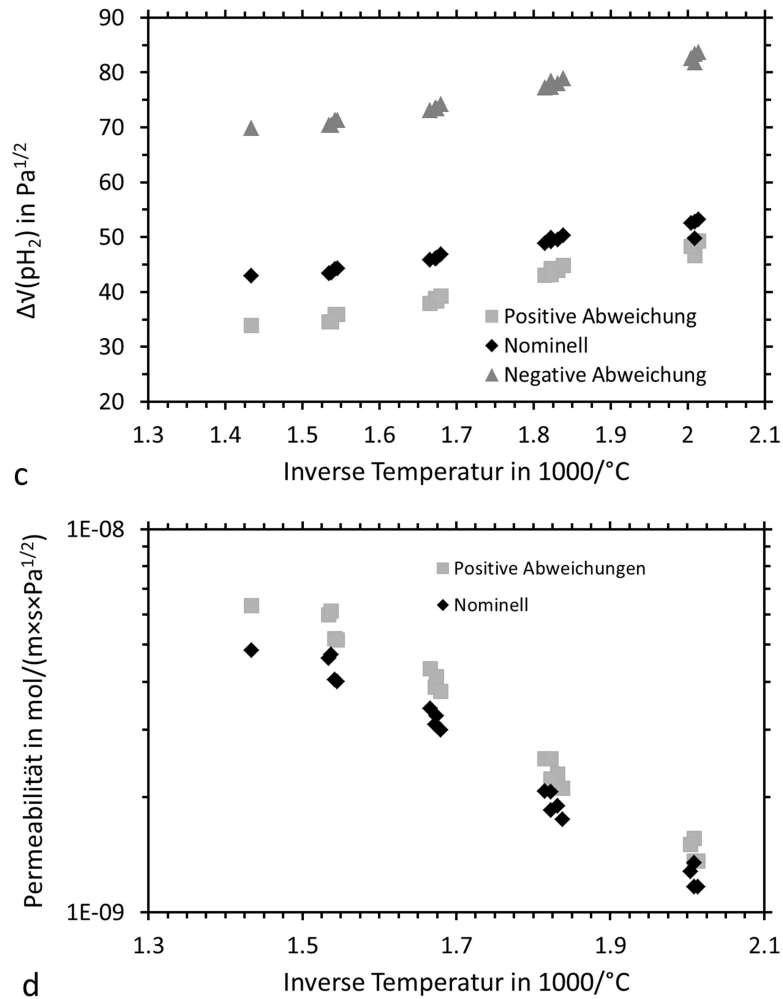 90
80
70
60
50
40
30
20
Δ√(pH2) in Pa1/2
Positive Abweichung
Nominell
Negative Abweichung
1.3 1.4 1.5 1.6 1.7 1.8 1.9 2 2.1
Inverse Temperatur in 1000/°C
c
1E-08
1E-09
Permeabilität in mol/(m×s×Pa1/2)
Positive Abweichungen
Nominell
1.3 1.5 1.7 1.9 2.1
Inverse Temperatur in 1000/°C
d